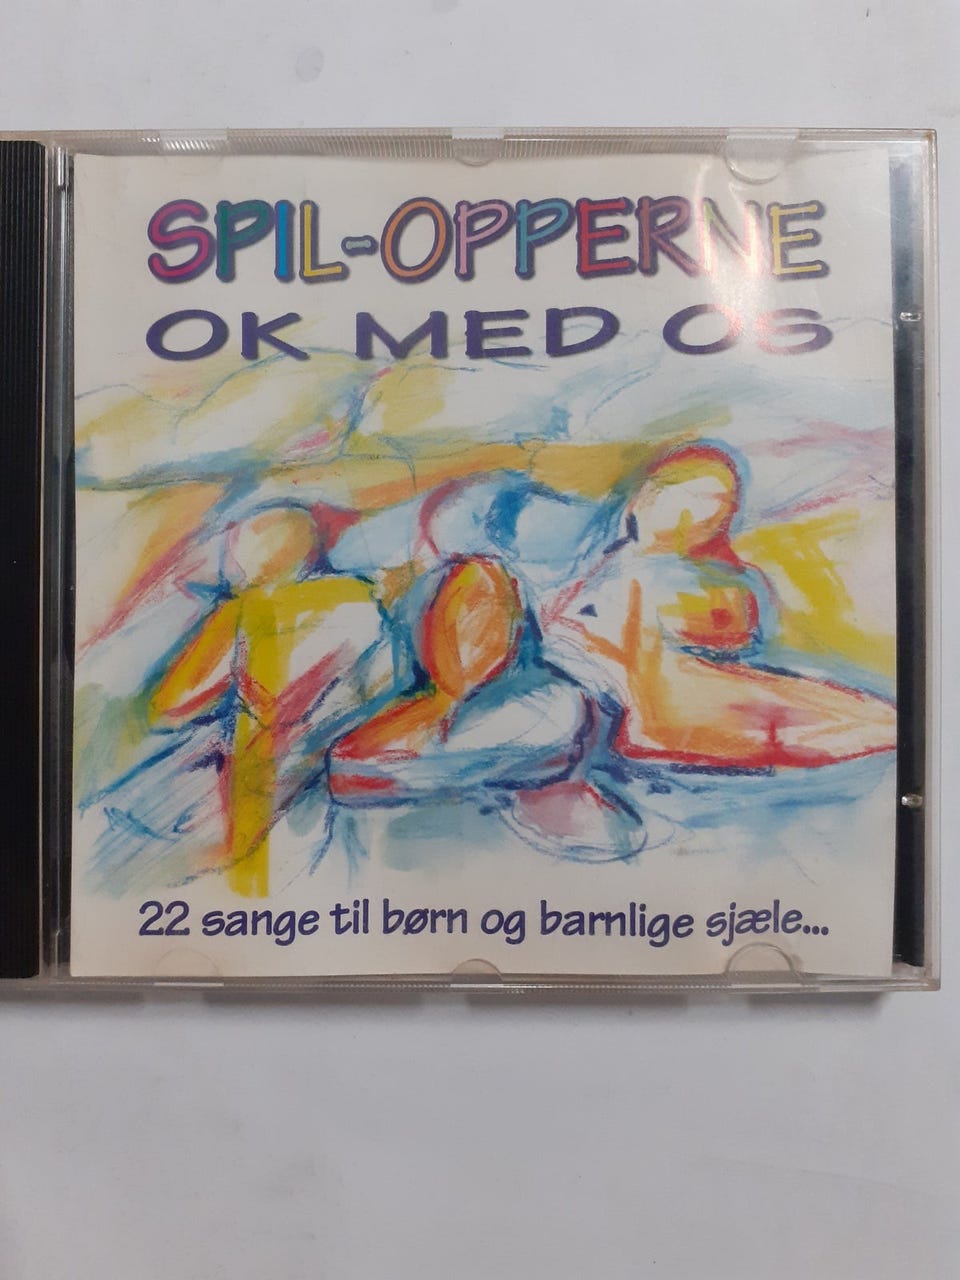 SPIL-OPPERNE
OK MED OS
22 sange til børn og barnlige sjæle...